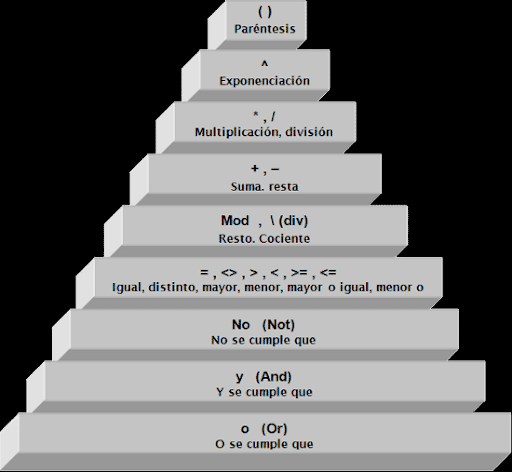 ( )
Paréntesis
^
Exponenciación
* , /
Multiplicación, división
+ , –
Suma. resta
Mod , \ (div)
Resto. Cociente
= , <> , > , < , >= , <=
Igual, distinto, mayor, menor, mayor o igual, menor o
No (Not)
No se cumple que
y (And)
Y se cumple que
o (Or)
O se cumple que